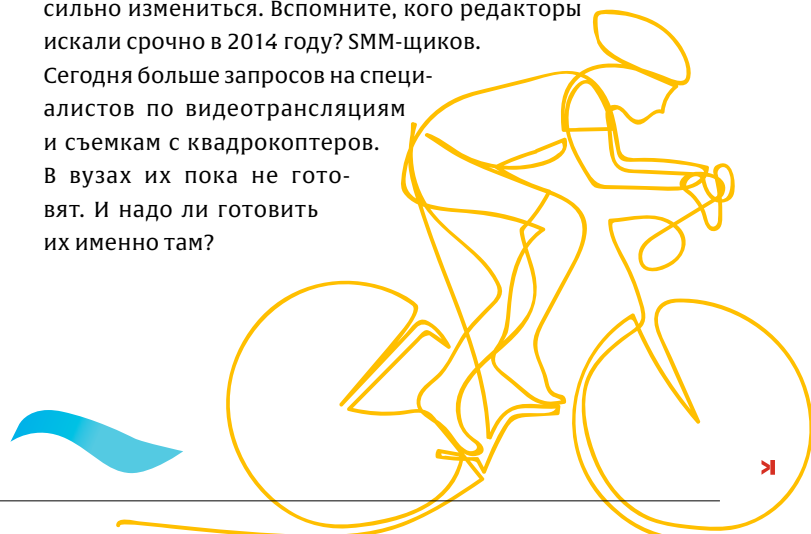 сильно измениться. Вспомните, кого редакторы
искали срочно в 2014 году? SMM-щиков.
Сегодня больше запросов на специ-
алистов по видеотрансляциям
и съемкам с квадрокоптеров.
В вузах их пока не гото-
вят. И надо ли готовить
их именно там?